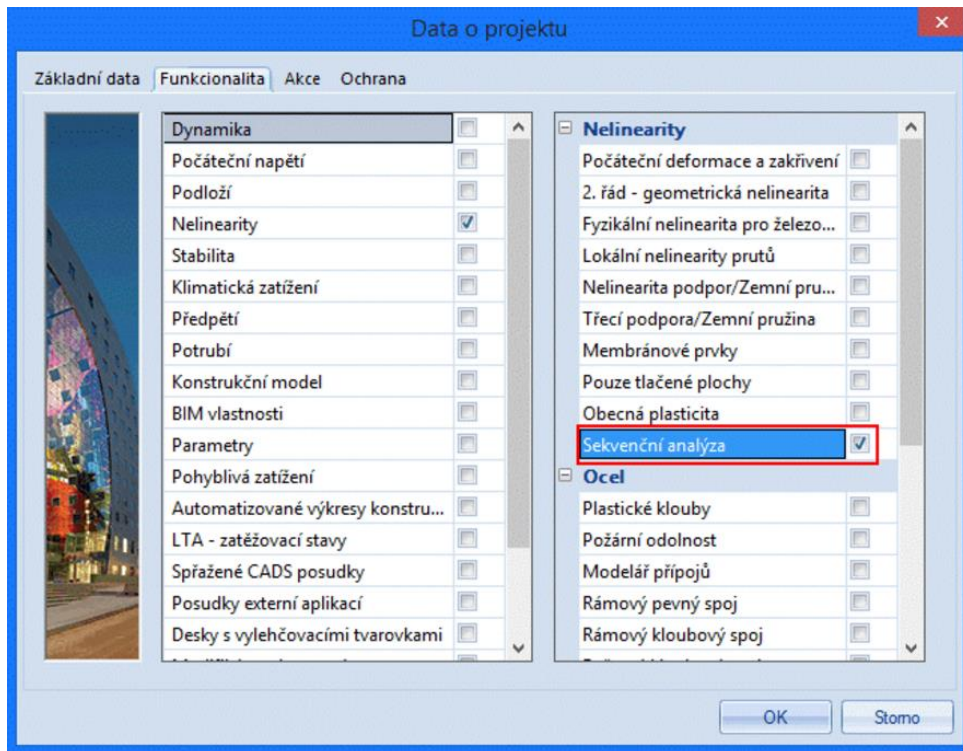 Data o projektu
Základní data Funkcionalita Akce Ochrana
Dynamika
Počáteční napětí
Podloží
Nelinearity
Stabilita
Klimatická zatížení
Předpětí
Potrubí
Konstrukční model
BIM vlastnosti
Parametry
Pohyblivá zatížení
Automatizované výkresy konstru...
LTA - zatěžovací stavy
Spřažené CADS posudky
Posudky externí aplikací
Desky s vylehčovacími tvarovkami
Nelinearity
Počáteční deformace a zakřivení
2. řád - geometrická nelinearita
Fyzikální nelinearita pro železo...
Lokální nelinearity prutů
Nelinearita podpor/Zemní pru...
Třecí podpora/Zemní pružina
Membránové prvky
Pouze tlačené plochy
Obecná plasticita
Sekvenční analýza
Ocel
Plastické klouby
Požární odolnost
Modelář přípojů
Rámový pevný spoj
Rámový kloubový spoj
OK Storno